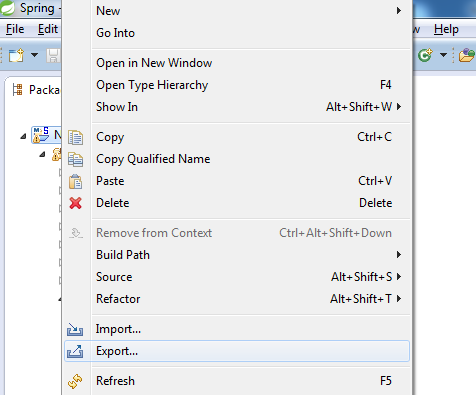 Spring -
File Edit
w Help
Packa
N
New
Go Into
Open in New Window
Open Type Hierarchy F4
Show In Alt+Shift+W
Copy Ctrl+C
Copy Qualified Name
Paste Ctrl+V
Delete Delete
Remove from Context Ctrl+Alt+Shift+Down
Build Path
Source Alt+Shift+S
Refactor Alt+Shift+T
Import...
Export...
Refresh F5